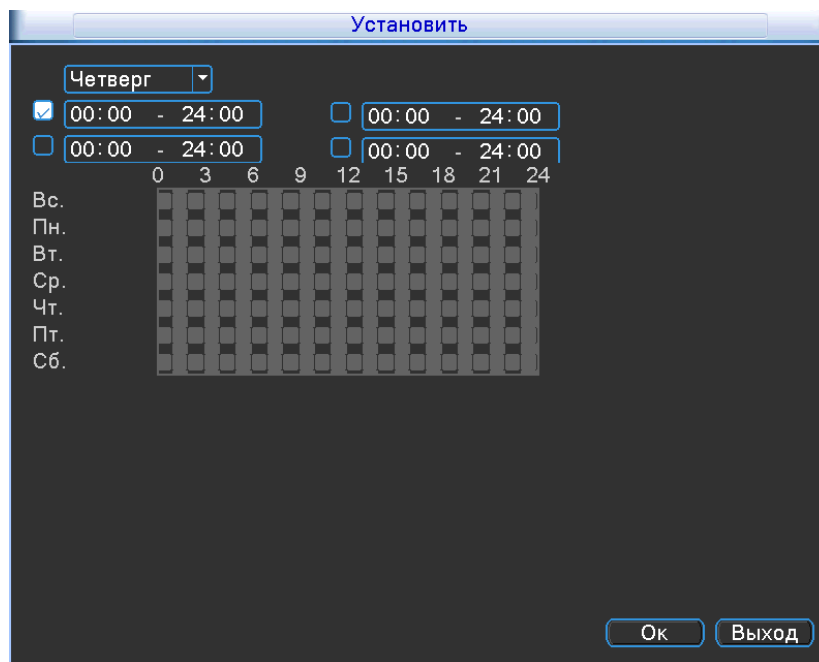 Установить
Четверг
00:00 - 24:00 00:00 - 24:00
00:00 - 24:00 00:00 - 24:00
0 3 6 9 12 15 18 21 24
Вс.
Пн.
Вт.
Ср.
Чт.
Пт.
Сб.
Ок Выход